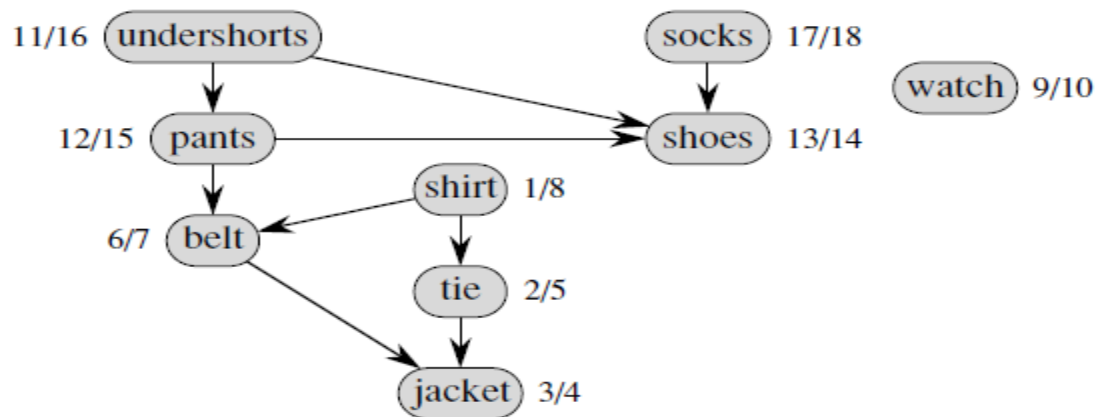 11/16 undershorts socks 17/18
watch 9/10
12/15 pants shoes 13/14
shirt 1/8
6/7 belt
tie 2/5
jacket 3/4